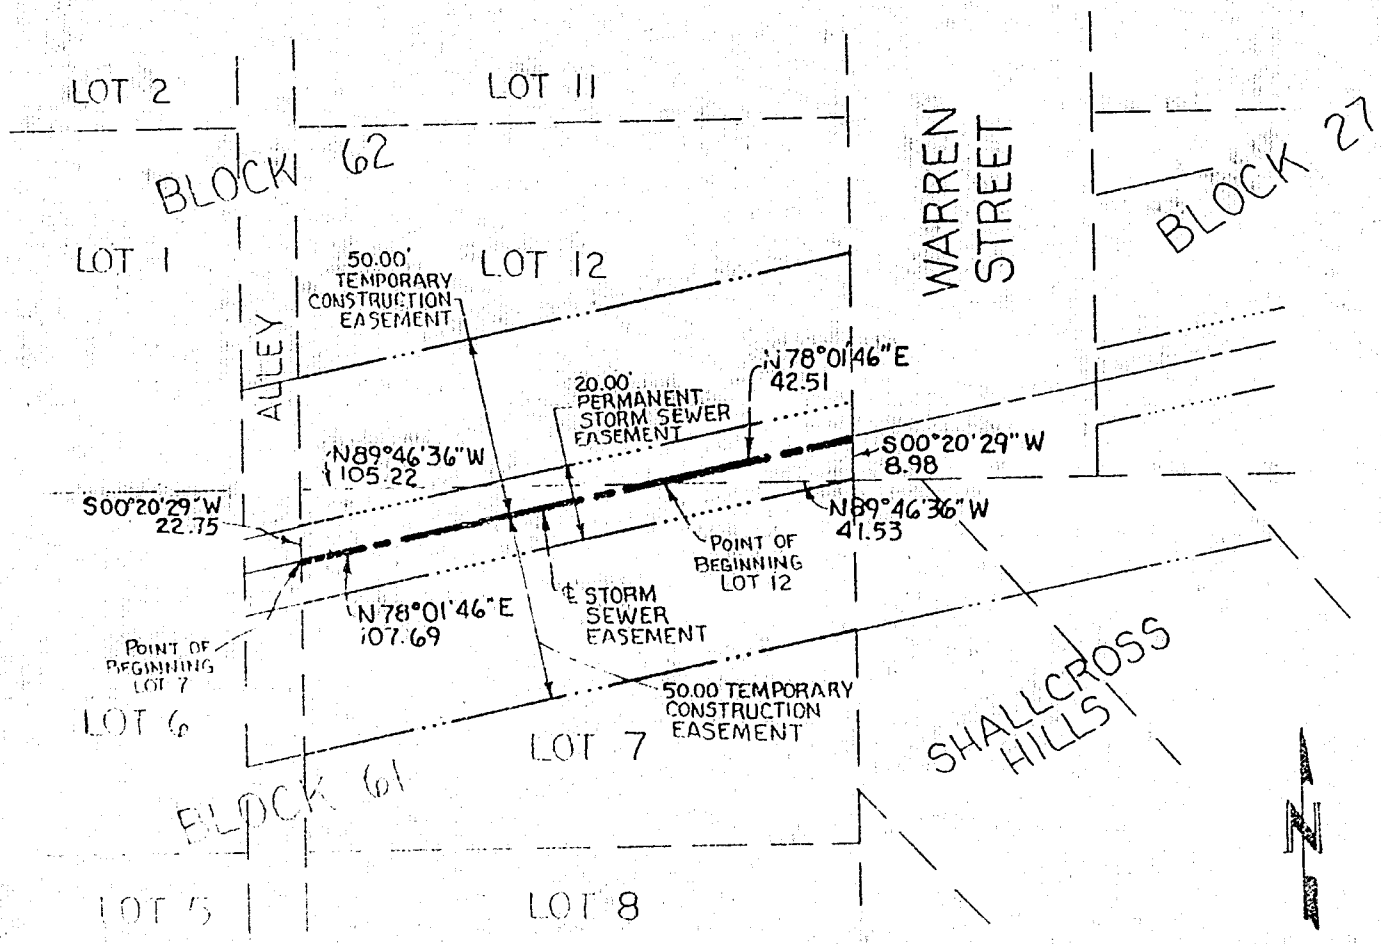 LOT 2
LOT 11
BLOCK 62
WARREN
STREET
BLOCK 27
LOT 1
50.00'
TEMPORARY
CONSTRUCTION
EASEMENT
LOT 12
ALLEY
N78°01'46"E
42.51
20.00'
PERMANENT
STORM SEWER
EASEMENT
N89°46'36"W
105.22
S00°20'29"W
8.98
S00°20'29"W
22.75
N89°46'36"W
41.53
POINT OF
BEGINNING
LOT 12
℄ STORM
SEWER
EASEMENT
N78°01'46"E
107.69
POINT OF
BEGINNING
LOT 7
50.00 TEMPORARY
CONSTRUCTION
EASEMENT
LOT 6
LOT 7
SHALLCROSS
HILLS
BLOCK 61
N
LOT 5
LOT 8